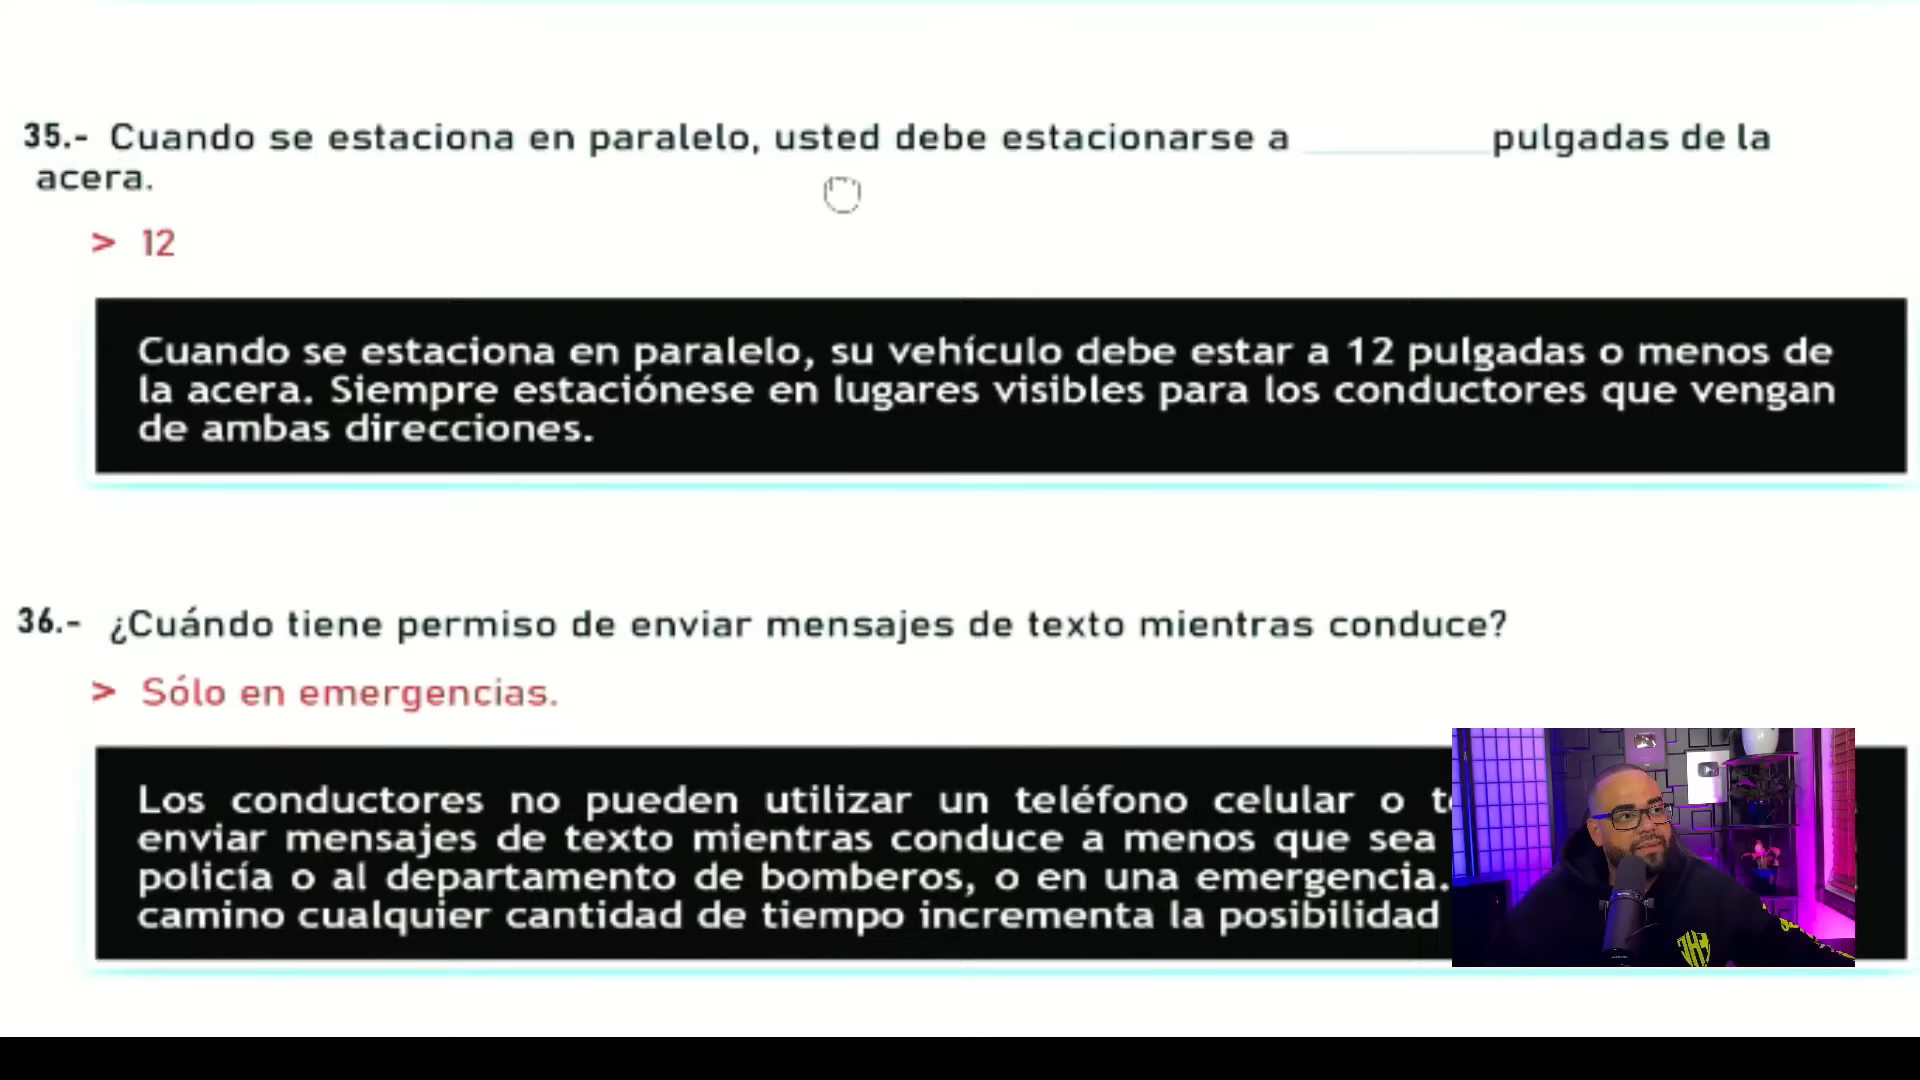 35.- Cuando se estaciona en paralelo, usted debe estacionarse a ________ pulgadas de la
acera.
> 12
Cuando se estaciona en paralelo, su vehículo debe estar a 12 pulgadas o menos de
la acera. Siempre estaciónese en lugares visibles para los conductores que vengan
de ambas direcciones.
36.- ¿Cuándo tiene permiso de enviar mensajes de texto mientras conduce?
> Sólo en emergencias.
Los conductores no pueden utilizar un teléfono celular o
enviar mensajes de texto mientras conduce a menos que sea
policía o al departamento de bomberos, o en una emergencia.
camino cualquier cantidad de tiempo incrementa la posibilidad